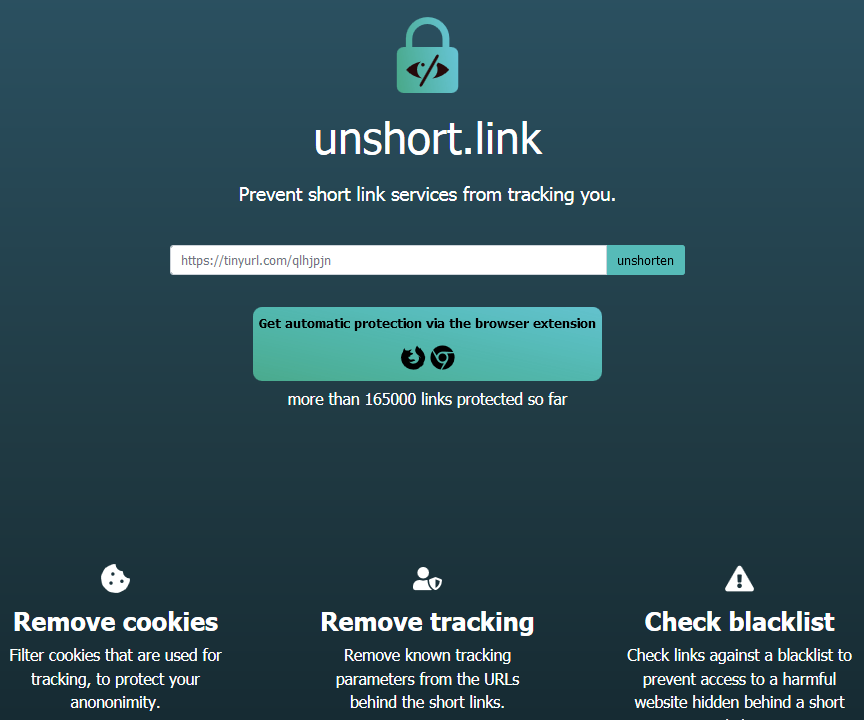 unshort.link
Prevent short link services from tracking you.
https://tinyurl.com/qlhjpjn
unshorten
Get automatic protection via the browser extension
more than 165000 links protected so far
Remove cookies
Filter cookies that are used for
tracking, to protect your
anononimity.
Remove tracking
Remove known tracking
parameters from the URLs
behind the short links.
Check blacklist
Check links against a blacklist to
prevent access to a harmful
website hidden behind a short